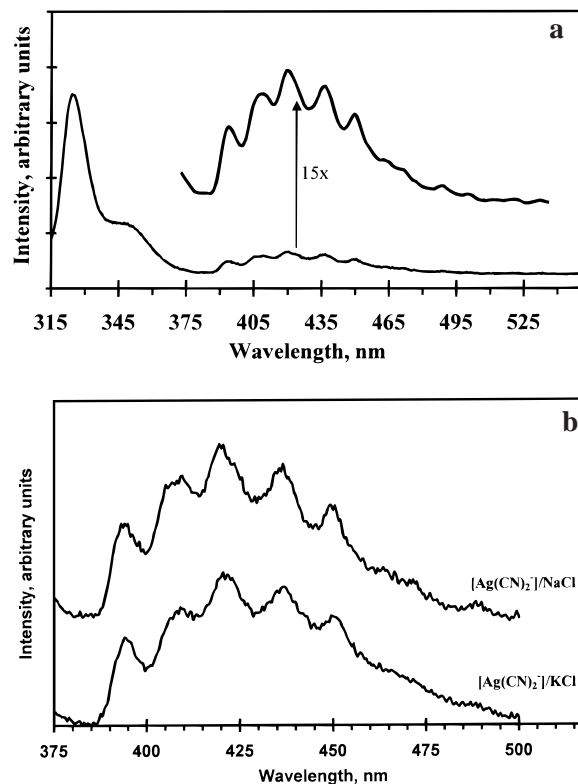 a
Intensity, arbitrary units
15x
315 345 375 405 435 465 495 525
Wavelength, nm
b
Intensity, arbitrary units
[Ag(CN)₂⁻]/NaCl
[Ag(CN)₂⁻]/KCl
375 400 425 450 475 500
Wavelength, nm